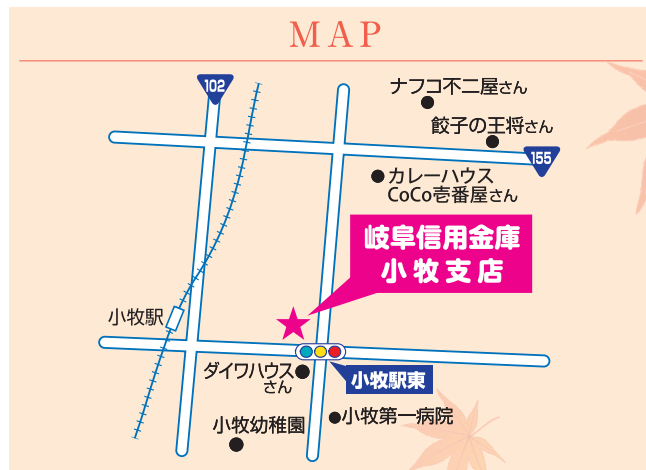 MAP
102
ナフコ不二屋さん
餃子の王将さん
155
カレーハウス
CoCo壱番屋さん
岐阜信用金庫
小牧支店
小牧駅
ダイワハウス
さん
小牧駅東
小牧幼稚園
小牧第一病院